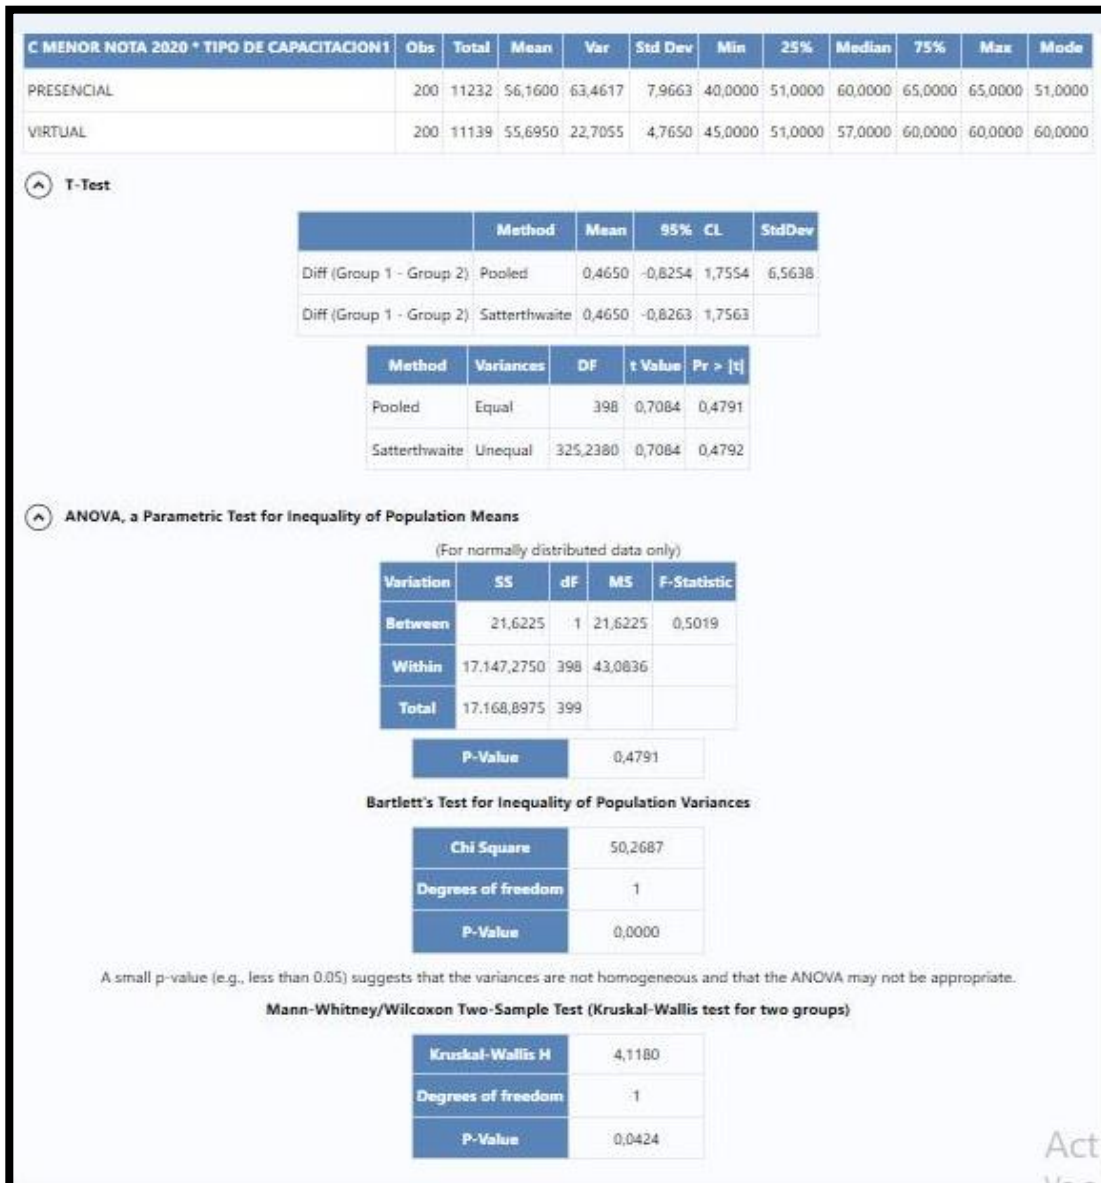 C MENOR NOTA 2020 * TIPO DE CAPACITACION1 Obs Total Mean Var Std Dev Min 25% Median 75% Max Mode
PRESENCIAL 200 11232 56,1600 63,4617 7,9663 40,0000 51,0000 60,0000 65,0000 65,0000 51,0000
VIRTUAL 200 11139 55,6950 22,7055 4,7650 45,0000 51,0000 57,0000 60,0000 60,0000 60,0000
T-Test
Method Mean 95% CL StdDev
Diff (Group 1 - Group 2) Pooled 0,4650 -0,8254 1,7554 6,5638
Diff (Group 1 - Group 2) Satterthwaite 0,4650 -0,8263 1,7563
Method Variances DF t Value Pr > |t|
Pooled Equal 398 0,7084 0,4791
Satterthwaite Unequal 325,2380 0,7084 0,4792
ANOVA, a Parametric Test for Inequality of Population Means
(For normally distributed data only)
Variation SS dF MS F-Statistic
Between 21,6225 1 21,6225 0,5019
Within 17.147,2750 398 43,0836
Total 17.168,8975 399
P-Value 0,4791
Bartlett's Test for Inequality of Population Variances
Chi Square 50,2687
Degrees of freedom 1
P-Value 0,0000
A small p-value (e.g., less than 0.05) suggests that the variances are not homogeneous and that the ANOVA may not be appropriate.
Mann-Whitney/Wilcoxon Two-Sample Test (Kruskal-Wallis test for two groups)
Kruskal-Wallis H 4,1180
Degrees of freedom 1
P-Value 0,0424
Act